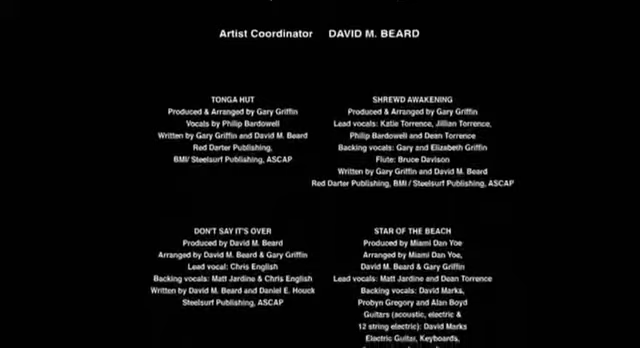 Artist Coordinator DAVID M. BEARD
TONGA HUT
Produced & Arranged by Gary Griffin
Vocals by Philip Bardowell
Written by Gary Griffin and David M. Beard
Red Darter Publishing,
BMI/ Steelsurf Publishing, ASCAP
SHREWD AWAKENING
Produced & Arranged by Gary Griffin
Lead vocals: Katie Torrence, Jillian Torrence,
Philip Bardowell and Dean Torrence
Backing vocals: Gary and Elizabeth Griffin
Flute: Bruce Davison
Written by Gary Griffin and David M. Beard
Red Darter Publishing, BMI / Steelsurf Publishing, ASCAP
DON'T SAY IT'S OVER
Produced by David M. Beard
Arranged by David M. Beard & Gary Griffin
Lead vocal: Chris English
Backing vocals: Matt Jardine & Chris English
Written by David M. Beard and Daniel E. Houck
Steelsurf Publishing, ASCAP
STAR OF THE BEACH
Produced by Miami Dan Yoe
Arranged by Miami Dan Yoe,
David M. Beard & Gary Griffin
Lead vocals: Matt Jardine and Dean Torrence
Backing vocals: David Marks,
Probyn Gregory and Alan Boyd
Guitars (acoustic, electric &
12 string electric): David Marks
Electric Guitar, Keyboards,